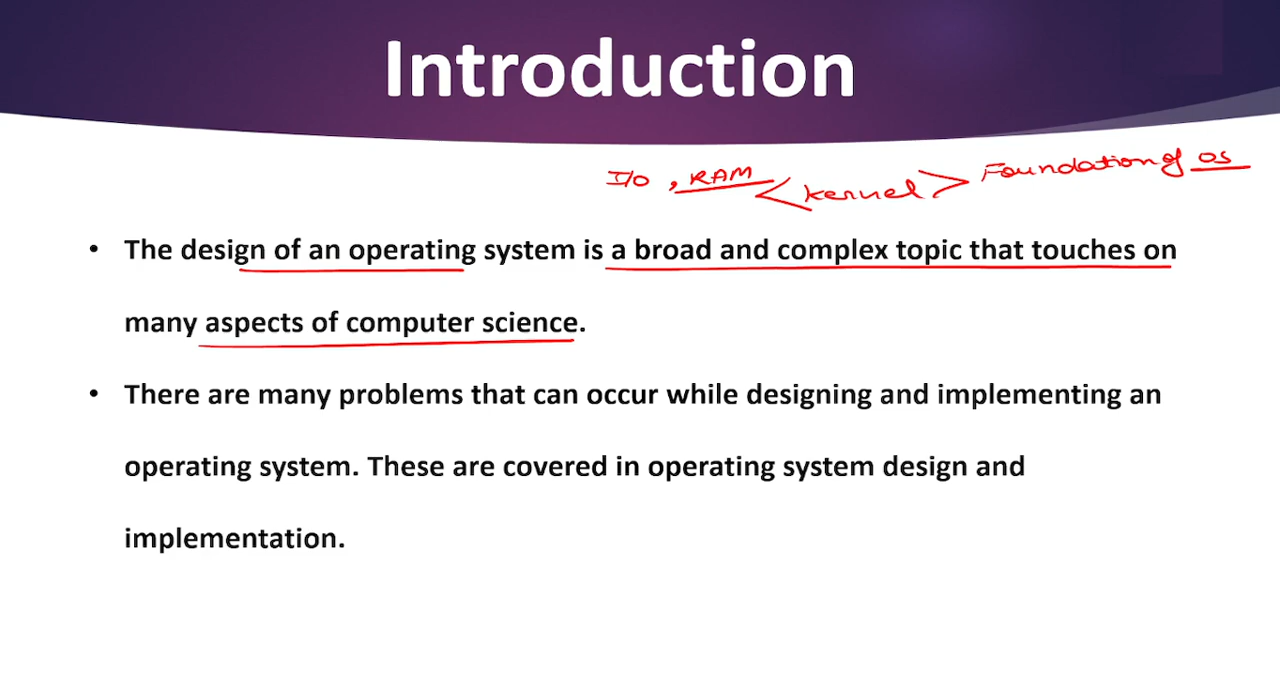 Introduction
I/O , RAM < kernel > Foundation of OS
• The design of an operating system is a broad and complex topic that touches on
many aspects of computer science.
• There are many problems that can occur while designing and implementing an
operating system. These are covered in operating system design and
implementation.